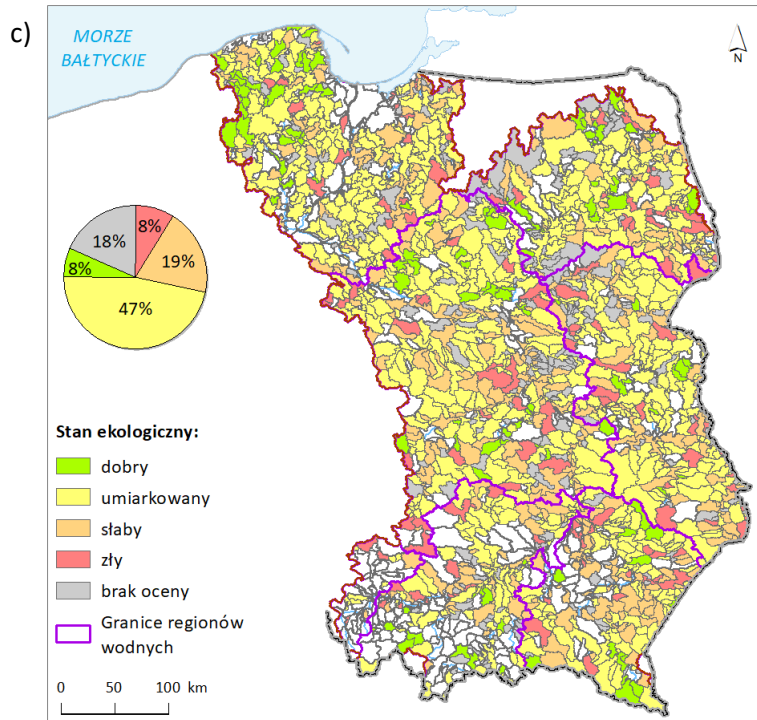 c)
MORZE
BAŁTYCKIE
N
8%
18%
19%
8%
47%
Stan ekologiczny:
dobry
umiarkowany
słaby
zły
brak oceny
Granice regionów
wodnych
0 50 100 km